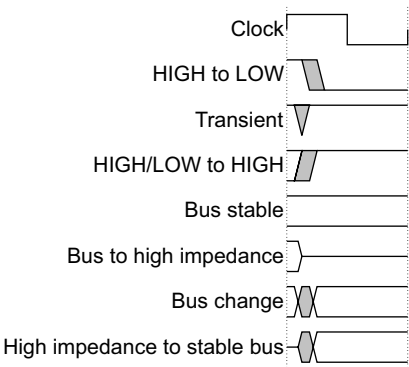 Clock
HIGH to LOW
Transient
HIGH/LOW to HIGH
Bus stable
Bus to high impedance
Bus change
High impedance to stable bus